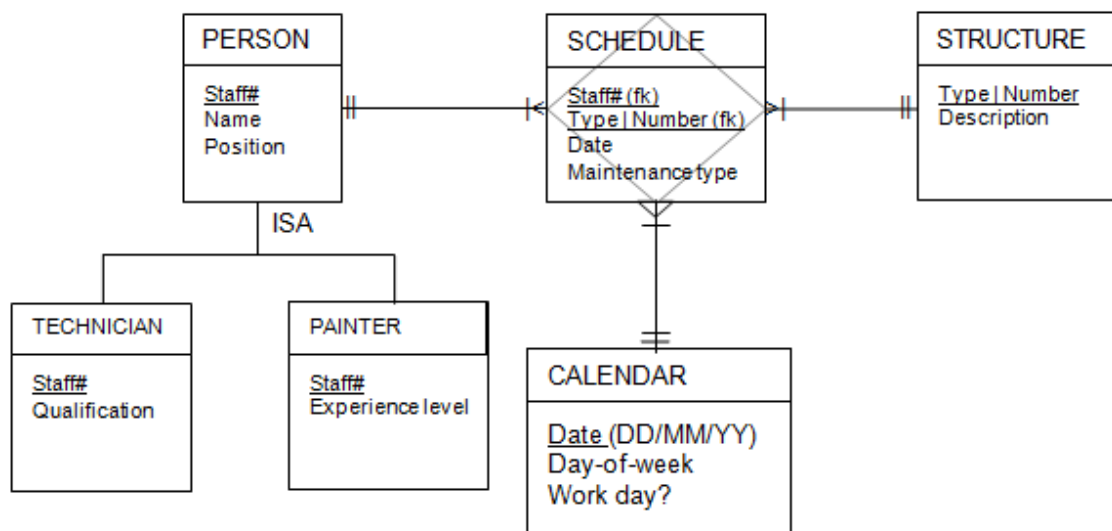 PERSON
Staff#
Name
Position
SCHEDULE
Staff# (fk)
Type | Number (fk)
Date
Maintenance type
STRUCTURE
Type | Number
Description
ISA
TECHNICIAN
Staff#
Qualification
PAINTER
Staff#
Experience level
CALENDAR
Date (DD/MM/YY)
Day-of-week
Work day?